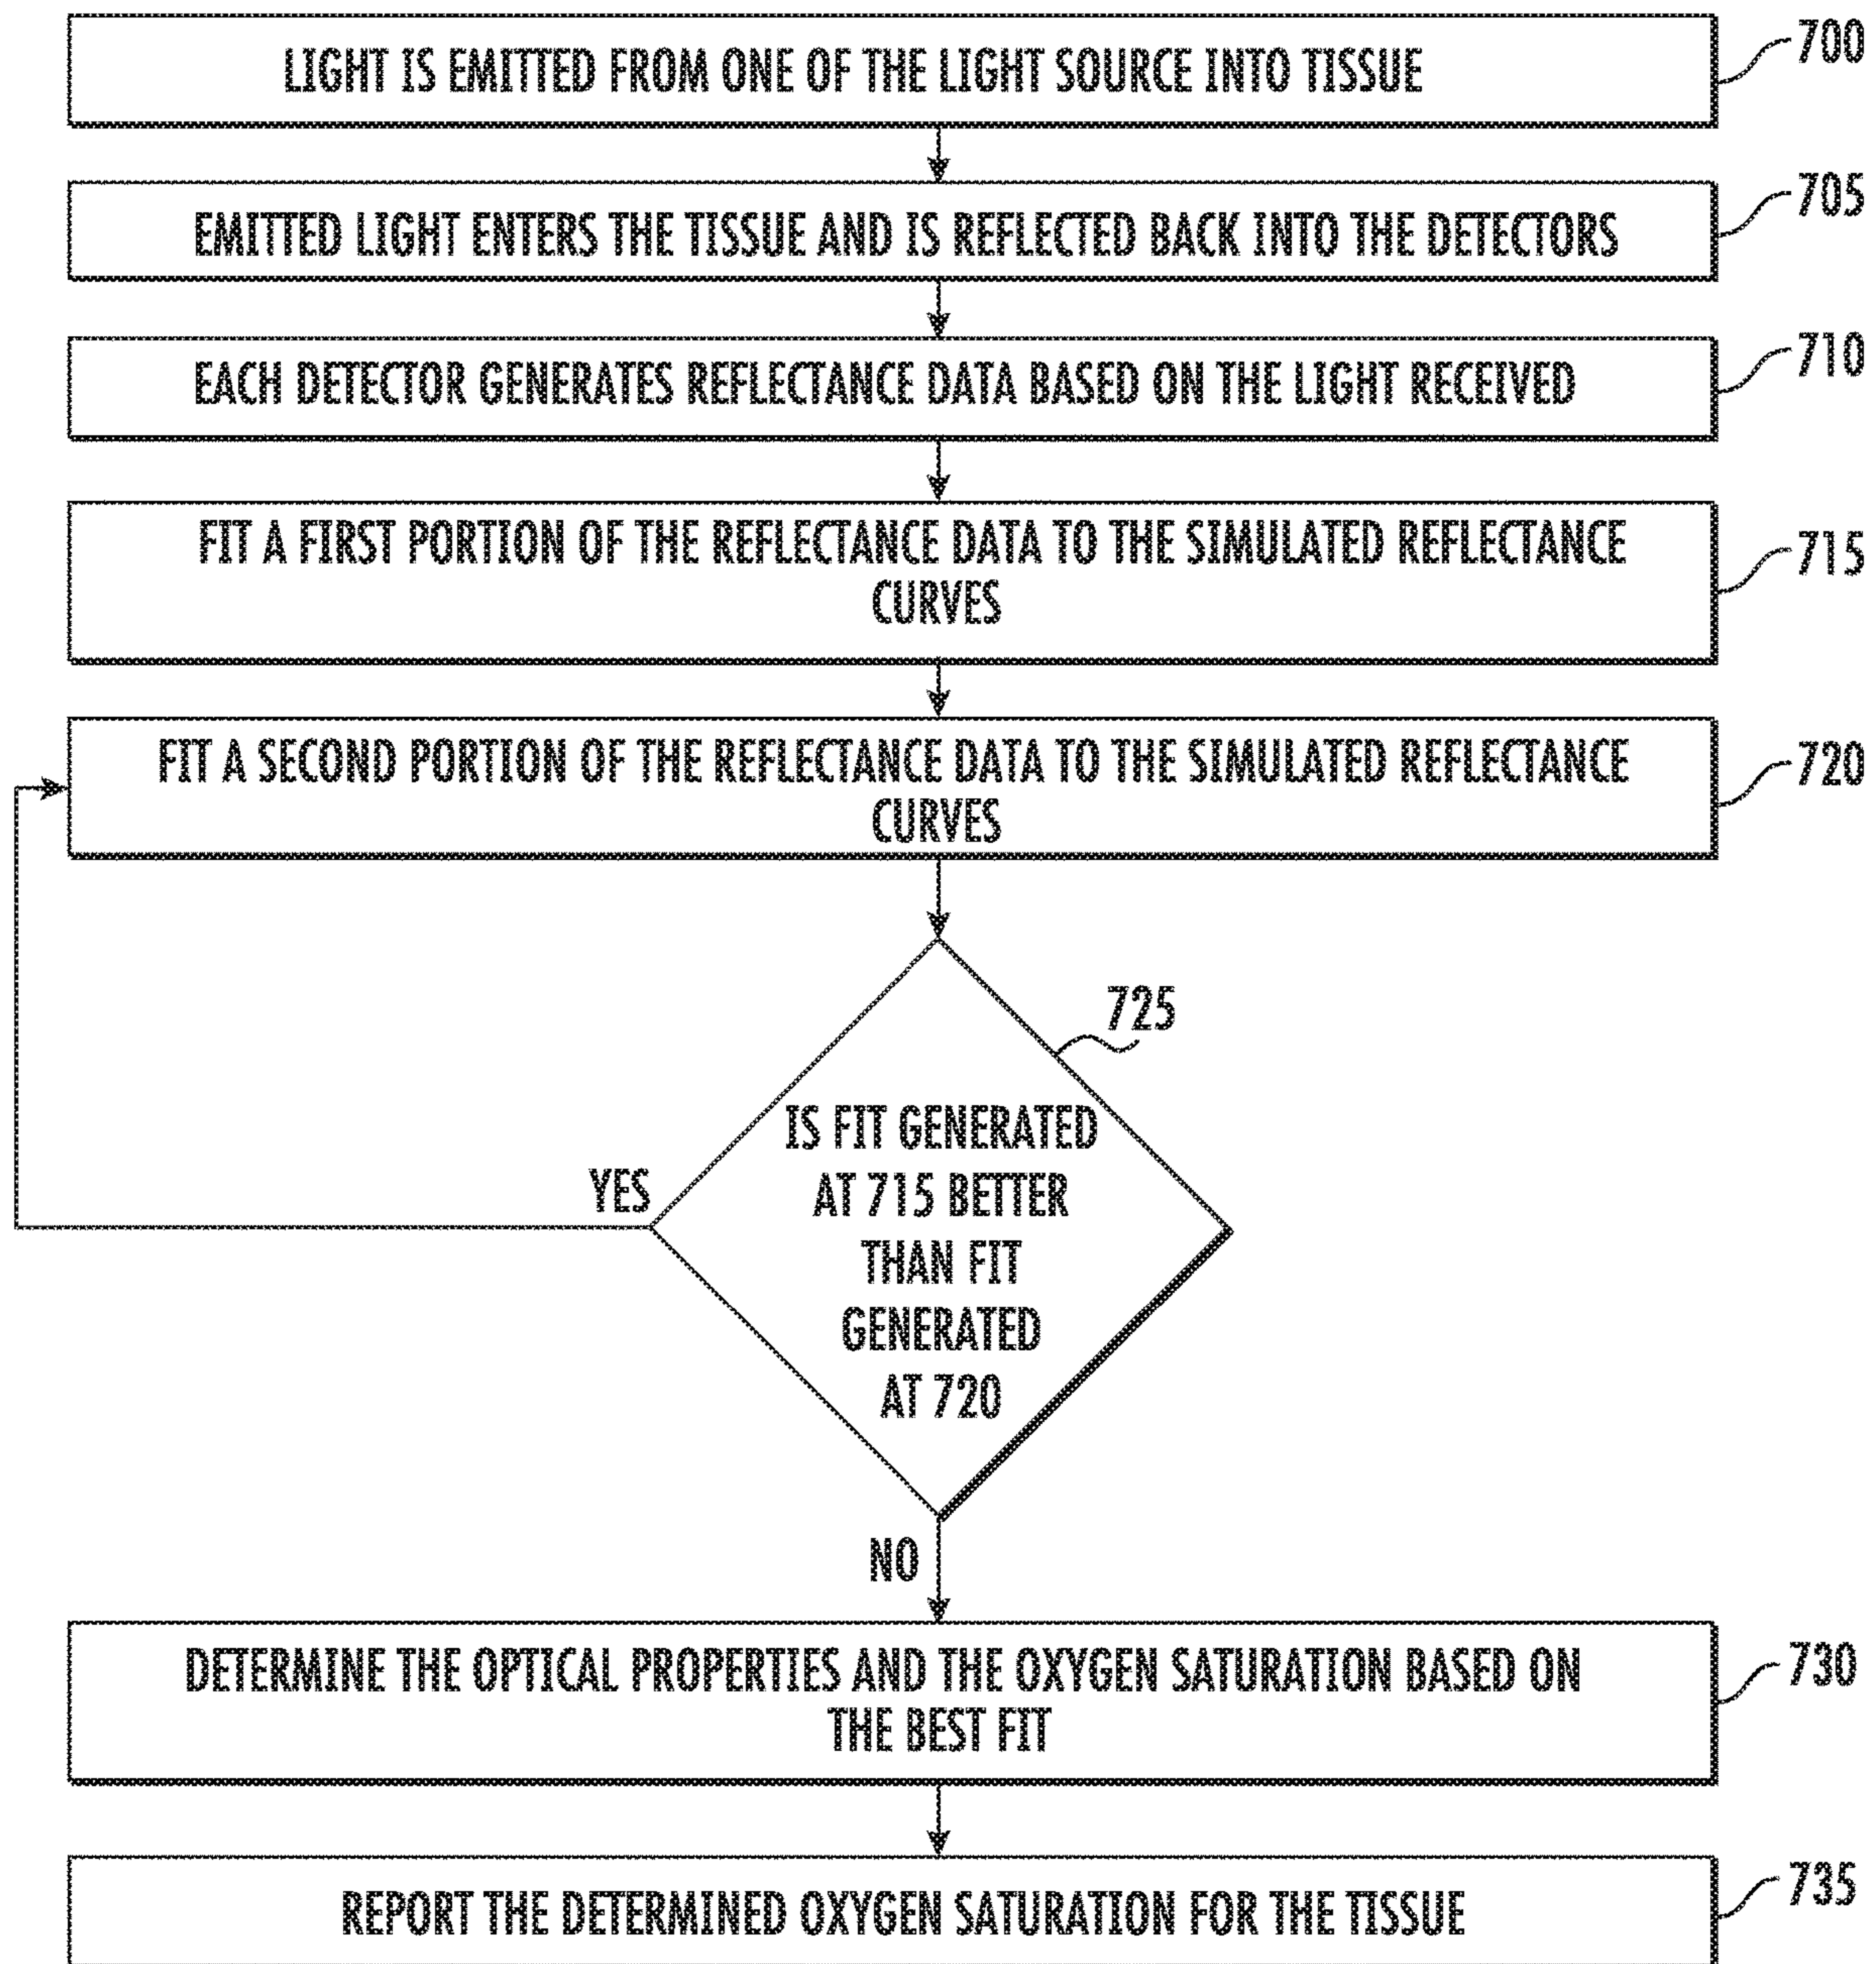 LIGHT IS EMITTED FROM ONE OF THE LIGHT SOURCE INTO TISSUE
700
EMITTED LIGHT ENTERS THE TISSUE AND IS REFLECTED BACK INTO THE DETECTORS
705
EACH DETECTOR GENERATES REFLECTANCE DATA BASED ON THE LIGHT RECEIVED
710
FIT A FIRST PORTION OF THE REFLECTANCE DATA TO THE SIMULATED REFLECTANCE
CURVES
715
FIT A SECOND PORTION OF THE REFLECTANCE DATA TO THE SIMULATED REFLECTANCE
CURVES
720
725
IS FIT GENERATED
AT 715 BETTER
THAN FIT
GENERATED
AT 720
YES
NO
DETERMINE THE OPTICAL PROPERTIES AND THE OXYGEN SATURATION BASED ON
THE BEST FIT
730
REPORT THE DETERMINED OXYGEN SATURATION FOR THE TISSUE
735